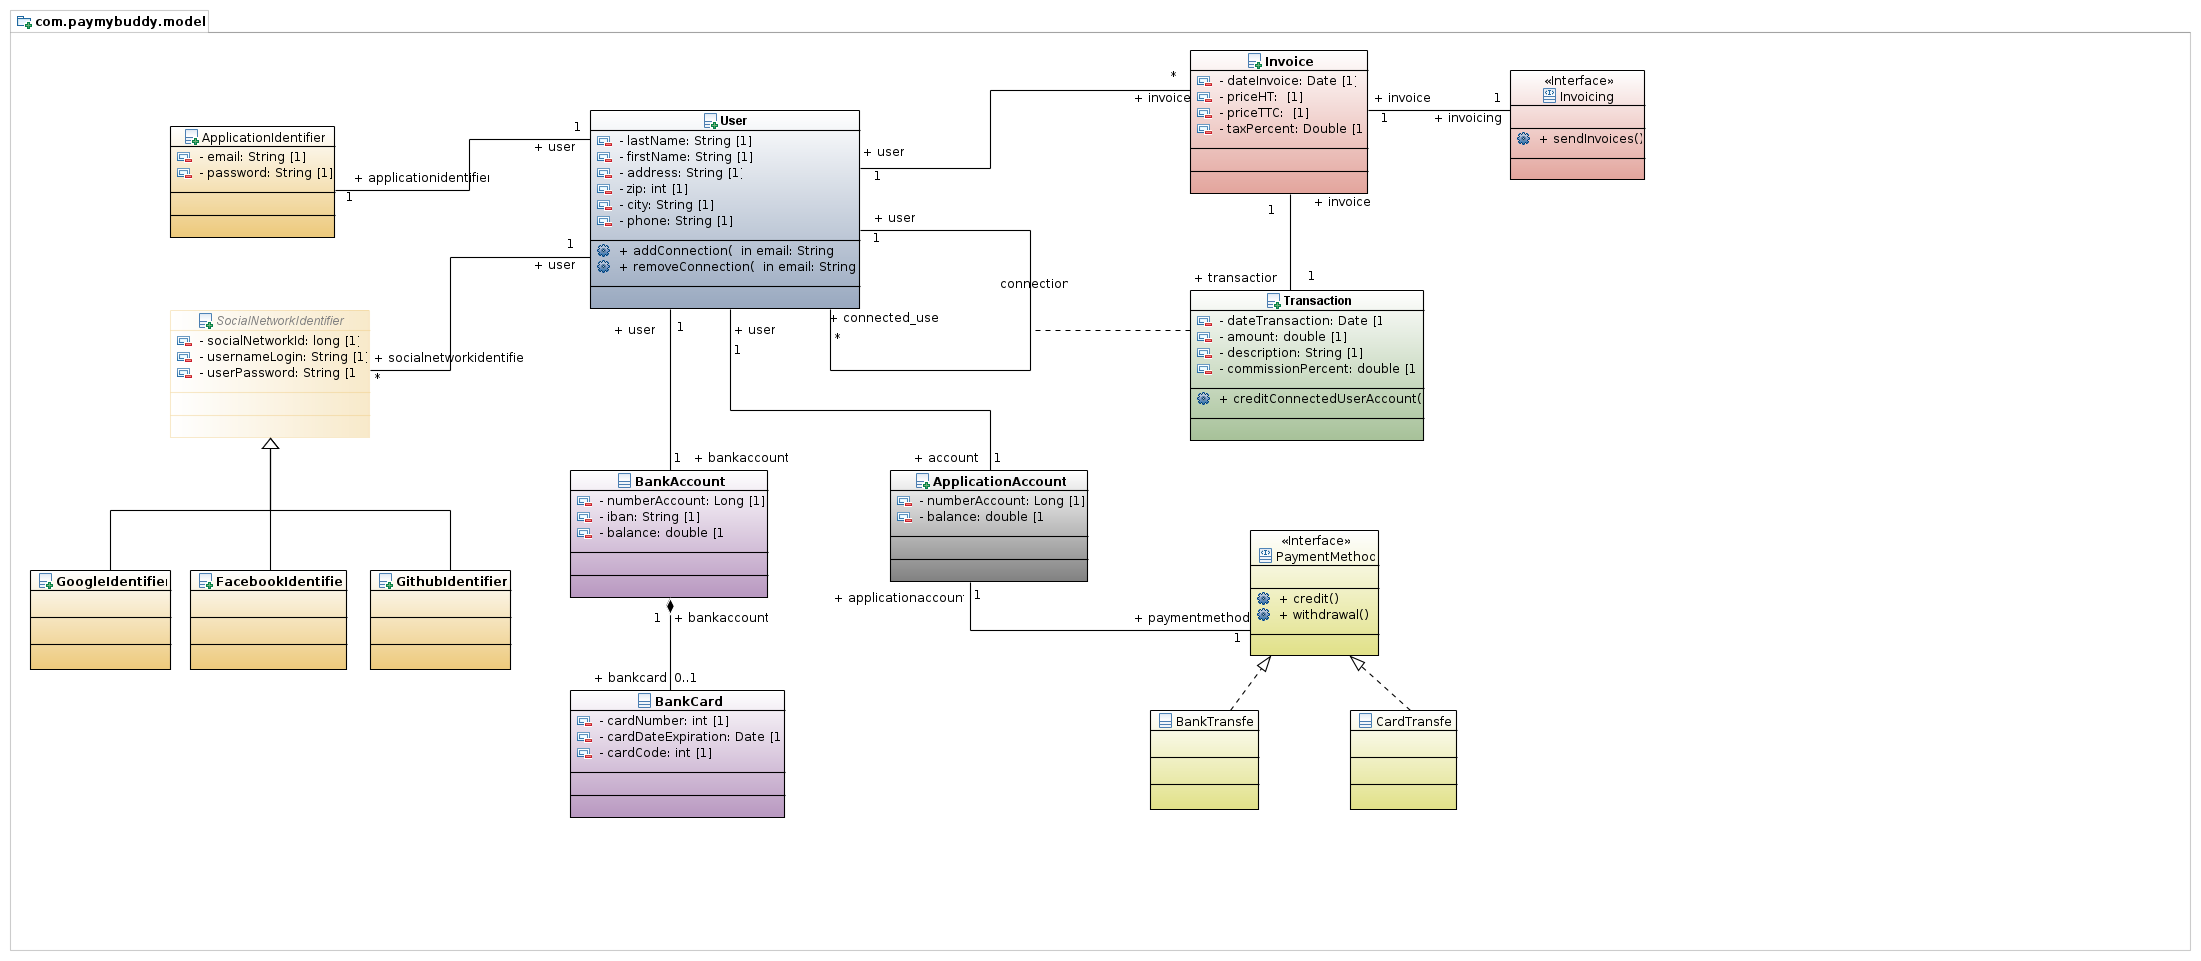 com.paymybuddy.model
ApplicationIdentifier
- email: String [1]
- password: String [1]
1
+ user
+ applicationidentifier
1
User
- lastName: String [1]
- firstName: String [1]
- address: String [1]
- zip: int [1]
- city: String [1]
- phone: String [1]
+ addConnection( in email: String
+ removeConnection( in email: String
*
+ invoice
+ user
1
Invoice
- dateInvoice: Date [1]
- priceHT: [1]
- priceTTC: [1]
- taxPercent: Double [1
+ invoice
1
1
+ invoicing
«Interface»
Invoicing
+ sendInvoices()
1
+ invoice
+ transaction
1
+ user
1
connection
+ connected_use
*
1
+ user
SocialNetworkIdentifier
- socialNetworkId: long [1]
- usernameLogin: String [1]
- userPassword: String [1
+ socialnetworkidentifie
*
Transaction
- dateTransaction: Date [1
- amount: double [1]
- description: String [1]
- commissionPercent: double [1
+ creditConnectedUserAccount(
+ user
1
+ user
1
1
+ bankaccount
+ account
1
BankAccount
- numberAccount: Long [1]
- iban: String [1]
- balance: double [1
ApplicationAccount
- numberAccount: Long [1]
- balance: double [1
GoogleIdentifier
FacebookIdentifie
GithubIdentifier
1
+ bankaccount
+ bankcard
0..1
+ applicationaccount
1
+ paymentmethod
1
«Interface»
PaymentMethod
+ credit()
+ withdrawal()
BankCard
- cardNumber: int [1]
- cardDateExpiration: Date [1
- cardCode: int [1]
BankTransfe
CardTransfe